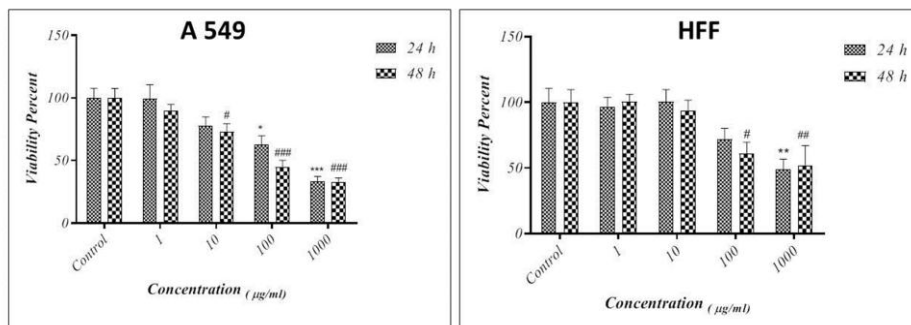 A 549
150
100
50
0
Viability Percent
24 h
48 h
#
*
###
***
###
Control
1
10
100
1000
Concentration ( µg/ml)
HFF
150
100
50
0
Viability Percent
24 h
48 h
#
**
##
Control
1
10
100
1000
Concentration ( µg/ml)